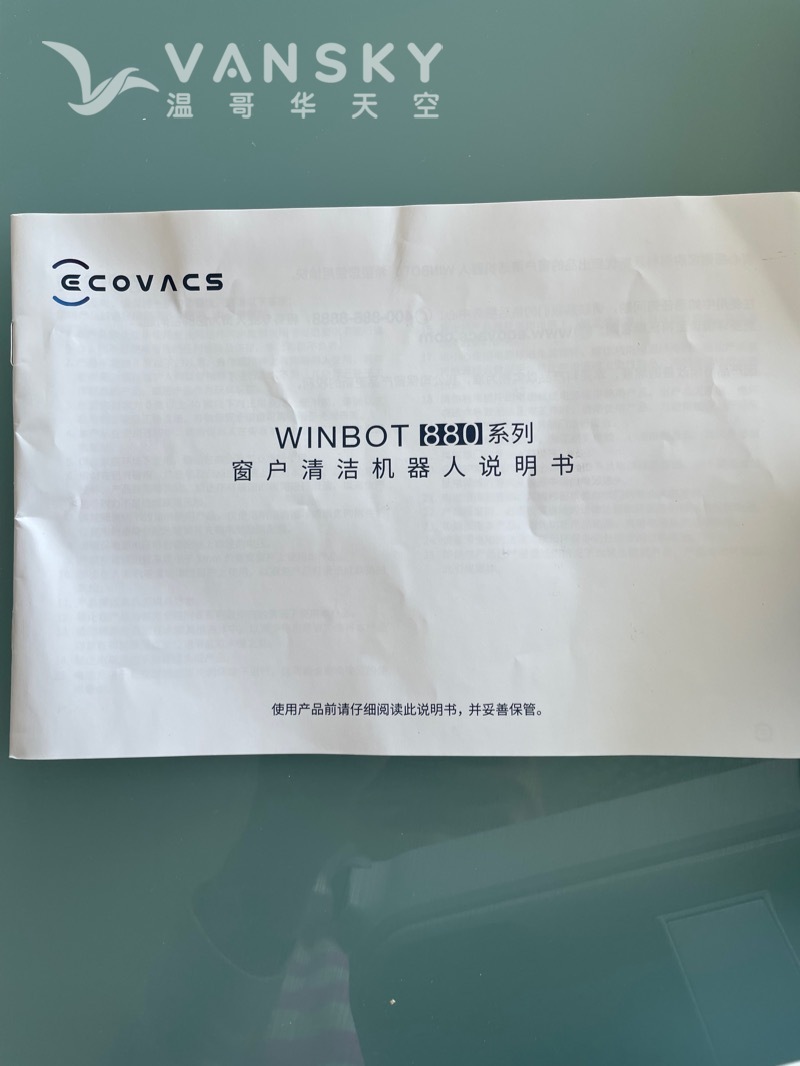 VANSKY
温哥华天空
ECOVACS
WINBOT 880系列
窗户清洁机器人说明书
使用产品前请仔细阅读此说明书，并妥善保管。